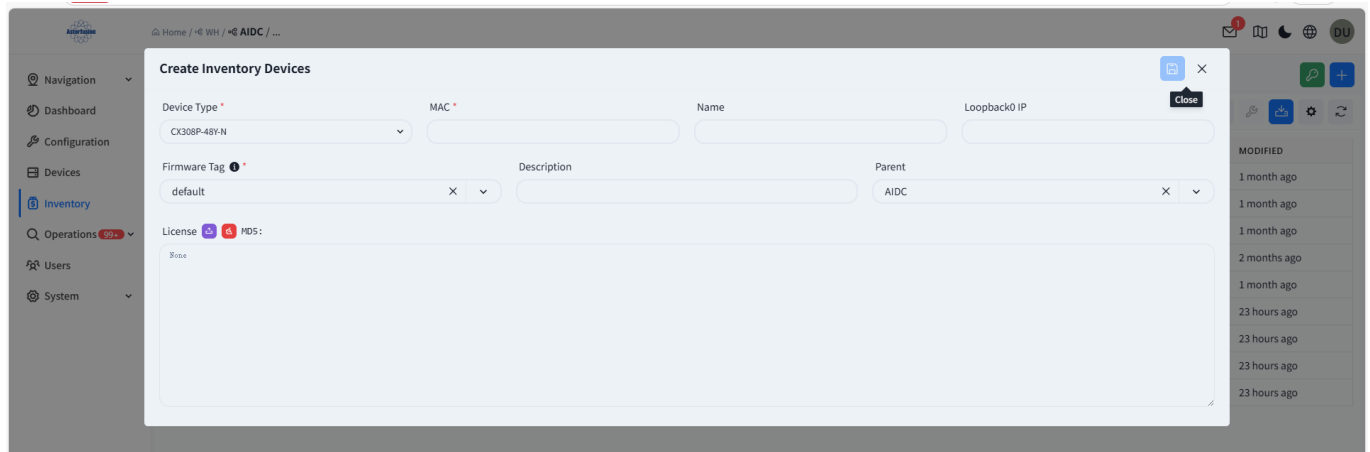 Asterfusion
Home / WH / AIDC / ...
1
DU
Navigation
Dashboard
Configuration
Devices
Inventory
Operations 99+
Users
System
Create Inventory Devices
Close
Device Type *
MAC *
Name
Loopback0 IP
CX308P-48Y-N
Firmware Tag *
Description
Parent
default
AIDC
License MD5:
None
MODIFIED
1 month ago
1 month ago
1 month ago
2 months ago
1 month ago
23 hours ago
23 hours ago
23 hours ago
23 hours ago